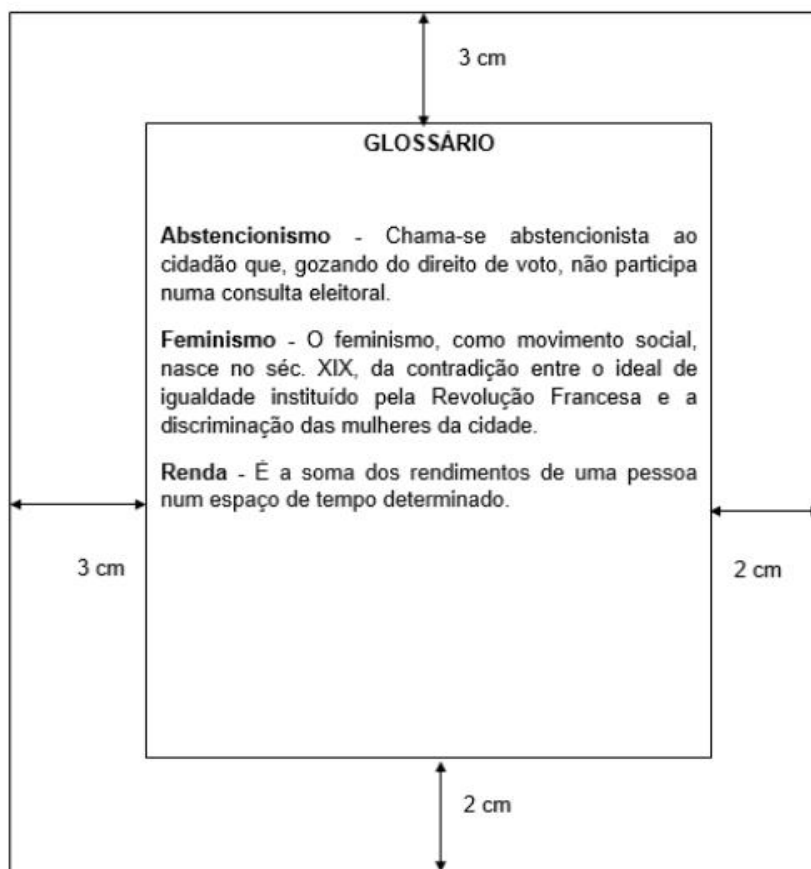 3 cm
GLOSSÁRIO
Abstencionismo - Chama-se abstencionista ao
cidadão que, gozando do direito de voto, não participa
numa consulta eleitoral.
Feminismo - O feminismo, como movimento social,
nasce no séc. XIX, da contradição entre o ideal de
igualdade instituído pela Revolução Francesa e a
discriminação das mulheres da cidade.
Renda - É a soma dos rendimentos de uma pessoa
num espaço de tempo determinado.
3 cm
2 cm
2 cm